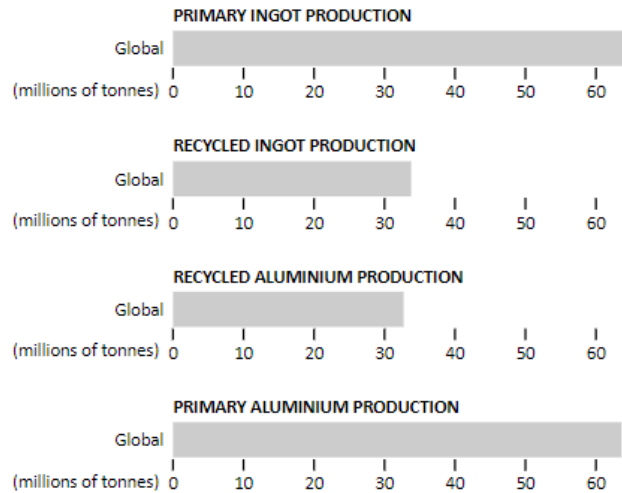 PRIMARY INGOT PRODUCTION
Global
(millions of tonnes) 0 10 20 30 40 50 60
RECYCLED INGOT PRODUCTION
Global
(millions of tonnes) 0 10 20 30 40 50 60
RECYCLED ALUMINIUM PRODUCTION
Global
(millions of tonnes) 0 10 20 30 40 50 60
PRIMARY ALUMINIUM PRODUCTION
Global
(millions of tonnes) 0 10 20 30 40 50 60